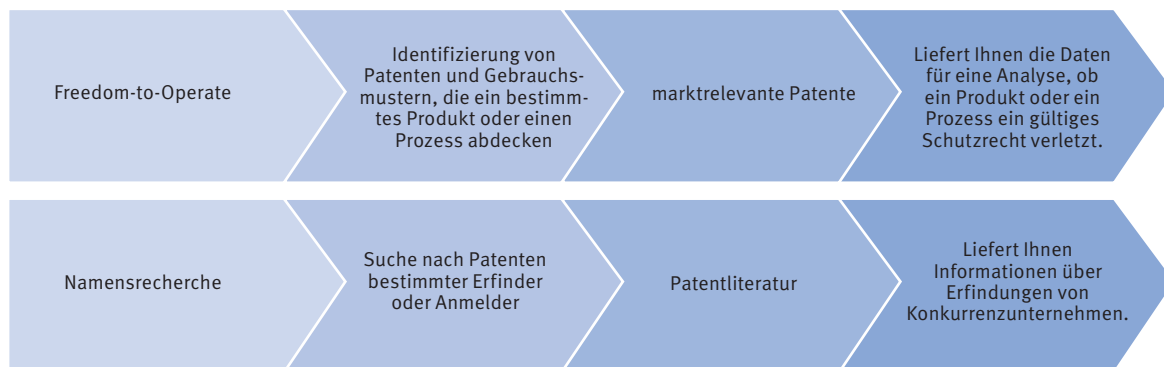 Freedom-to-Operate
Identifizierung von
Patenten und Gebrauchs-
mustern, die ein bestimm-
tes Produkt oder einen
Prozess abdecken
marktrelevante Patente
Liefert Ihnen die Daten
für eine Analyse, ob
ein Produkt oder ein
Prozess ein gültiges
Schutzrecht verletzt.
Namensrecherche
Suche nach Patenten
bestimmter Erfinder
oder Anmelder
Patentliteratur
Liefert Ihnen
Informationen über
Erfindungen von
Konkurrenzunternehmen.